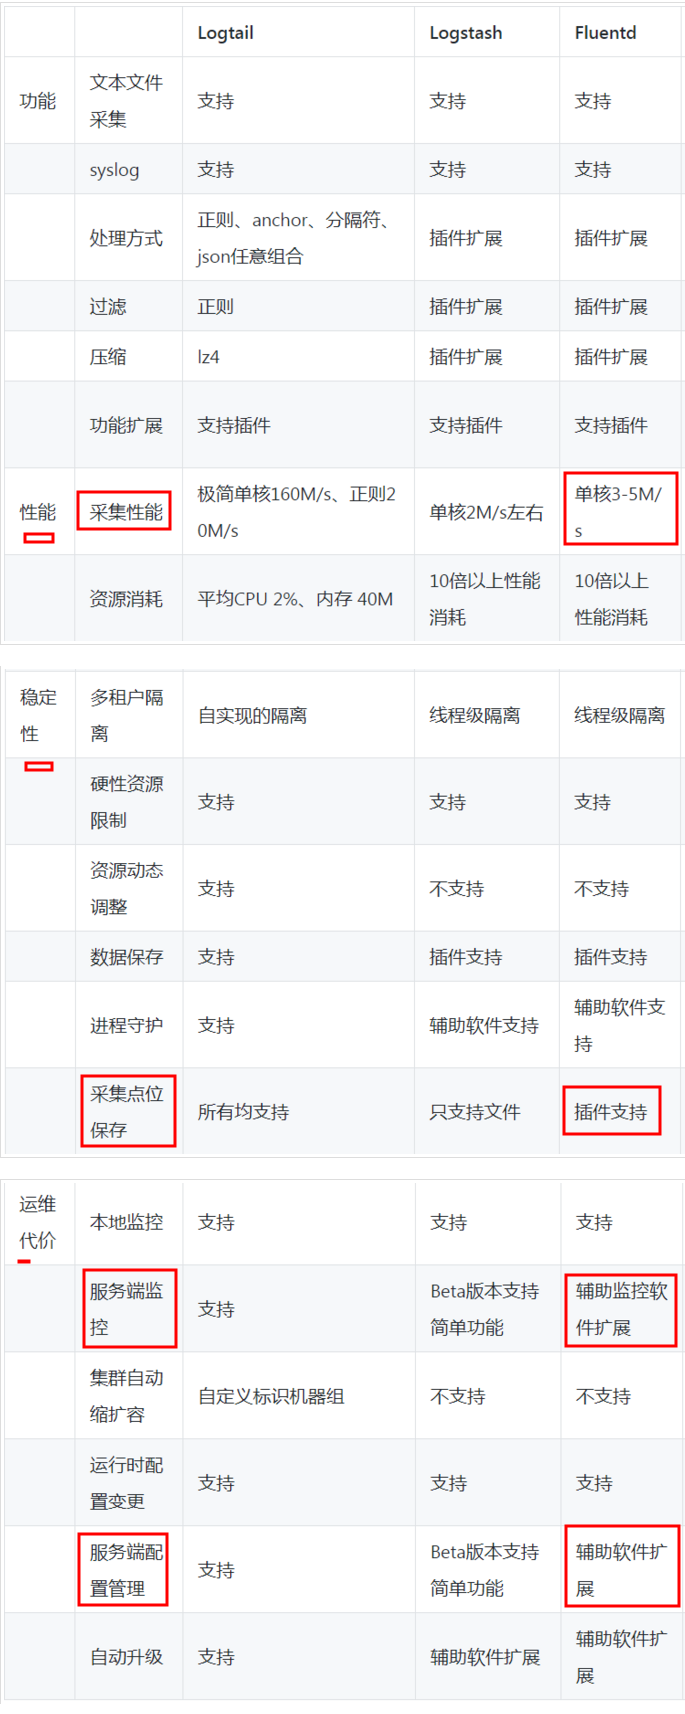 Logtail Logstash Fluentd
功能 文本文件采集 支持 支持 支持
syslog 支持 支持 支持
处理方式 正则、anchor、分隔符、json任意组合 插件扩展 插件扩展
过滤 正则 插件扩展 插件扩展
压缩 lz4 插件扩展 插件扩展
功能扩展 支持插件 支持插件 支持插件
性能 采集性能 极简单核160M/s、正则20M/s 单核2M/s左右 单核3-5M/s
资源消耗 平均CPU 2%、内存 40M 10倍以上性能消耗 10倍以上性能消耗
稳定性 多租户隔离 自实现的隔离 线程级隔离 线程级隔离
硬性资源限制 支持 支持 支持
资源动态调整 支持 不支持 不支持
数据保存 支持 插件支持 插件支持
进程守护 支持 辅助软件支持 辅助软件支持
采集点位保存 所有均支持 只支持文件 插件支持
运维代价 本地监控 支持 支持 支持
服务端监控 支持 Beta版本支持简单功能 辅助监控软件扩展
集群自动缩扩容 自定义标识机器组 不支持 不支持
运行时配置变更 支持 支持 支持
服务端配置管理 支持 Beta版本支持简单功能 辅助软件扩展
自动升级 支持 辅助软件扩展 辅助软件扩展